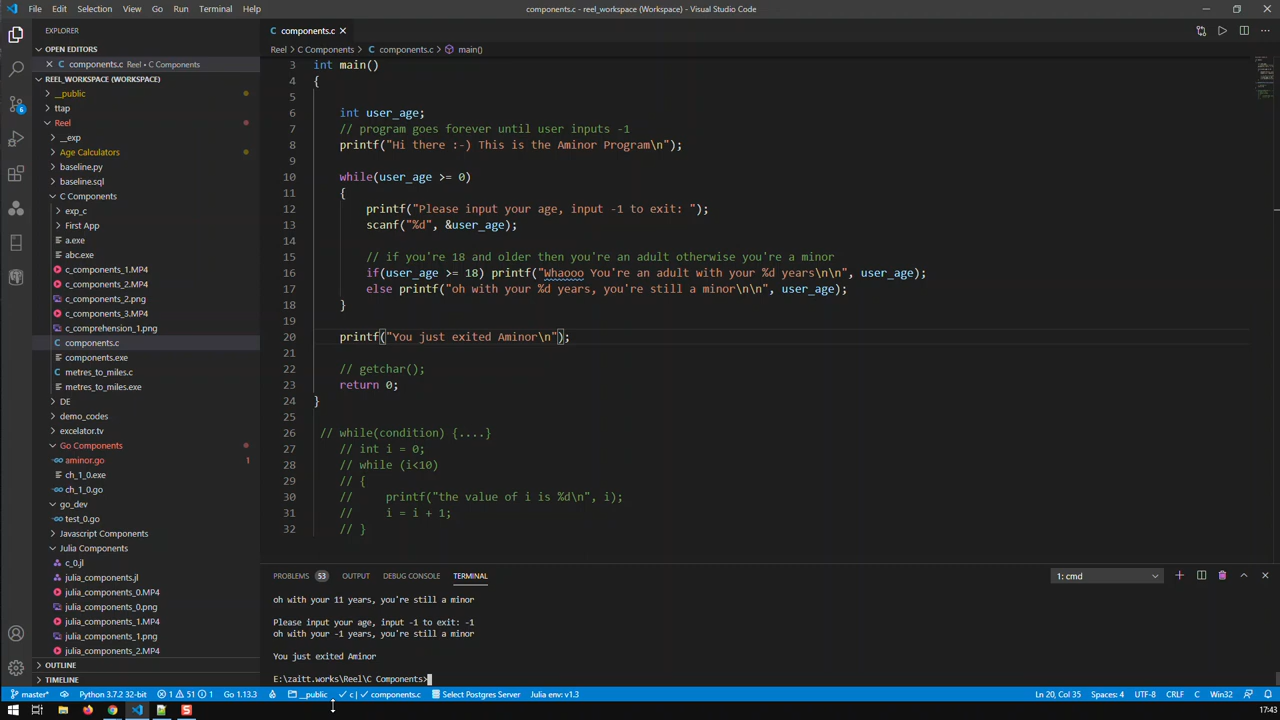 File Edit Selection View Go Run Terminal Help
components.c - reel_workspace (Workspace) - Visual Studio Code
EXPLORER
OPEN EDITORS
components.c Reel • C Components
REEL_WORKSPACE (WORKSPACE)
__public
ttap
Reel
__exp
Age Calculators
baseline.py
baseline.sql
C Components
exp_c
First App
a.exe
abc.exe
c_components_1.MP4
c_components_2.MP4
c_components_2.png
c_components_3.MP4
c_comprehension_1.png
components.c
components.exe
metres_to_miles.c
metres_to_miles.exe
DE
demo_codes
excelator.tv
Go Components
aminor.go 1
ch_1_0.exe
ch_1_0.go
go_dev
test_0.go
Javascript Components
Julia Components
c_0.jl
julia_components.jl
julia_components_0.MP4
julia_components_0.png
julia_components_1.MP4
julia_components_1.png
julia_components_2.MP4
OUTLINE
TIMELINE
6
components.c
Reel > C Components > components.c > main()
3 int main()
4 {
5
6 int user_age;
7 // program goes forever until user inputs -1
8 printf("Hi there :-) This is the Aminor Program\n");
9
10 while(user_age >= 0)
11 {
12 printf("Please input your age, input -1 to exit: ");
13 scanf("%d", &user_age);
14
15 // if you're 18 and older then you're an adult otherwise you're a minor
16 if(user_age >= 18) printf("Whaooo You're an adult with your %d years\n\n", user_age);
17 else printf("oh with your %d years, you're still a minor\n\n", user_age);
18 }
19
20 printf("You just exited Aminor\n");
21
22 // getchar();
23 return 0;
24 }
25
26 // while(condition) {....}
27 // int i = 0;
28 // while (i<10)
29 // {
30 // printf("the value of i is %d\n", i);
31 // i = i + 1;
32 // }
PROBLEMS 53 OUTPUT DEBUG CONSOLE TERMINAL
1: cmd
oh with your 11 years, you're still a minor
Please input your age, input -1 to exit: -1
oh with your -1 years, you're still a minor
You just exited Aminor
E:\zaitt.works\Reel\C Components>
master* Python 3.7.2 32-bit 1 51 1 Go 1.13.3 __public c | components.c Select Postgres Server Julia env: v1.3
Ln 20, Col 35 Spaces: 4 UTF-8 CRLF C Win32
17:43